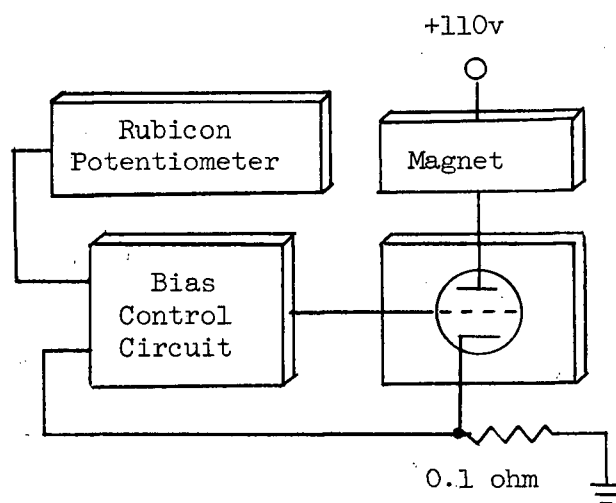 +110v
Rubicon
Potentiometer
Magnet
Bias
Control
Circuit
0.1 ohm